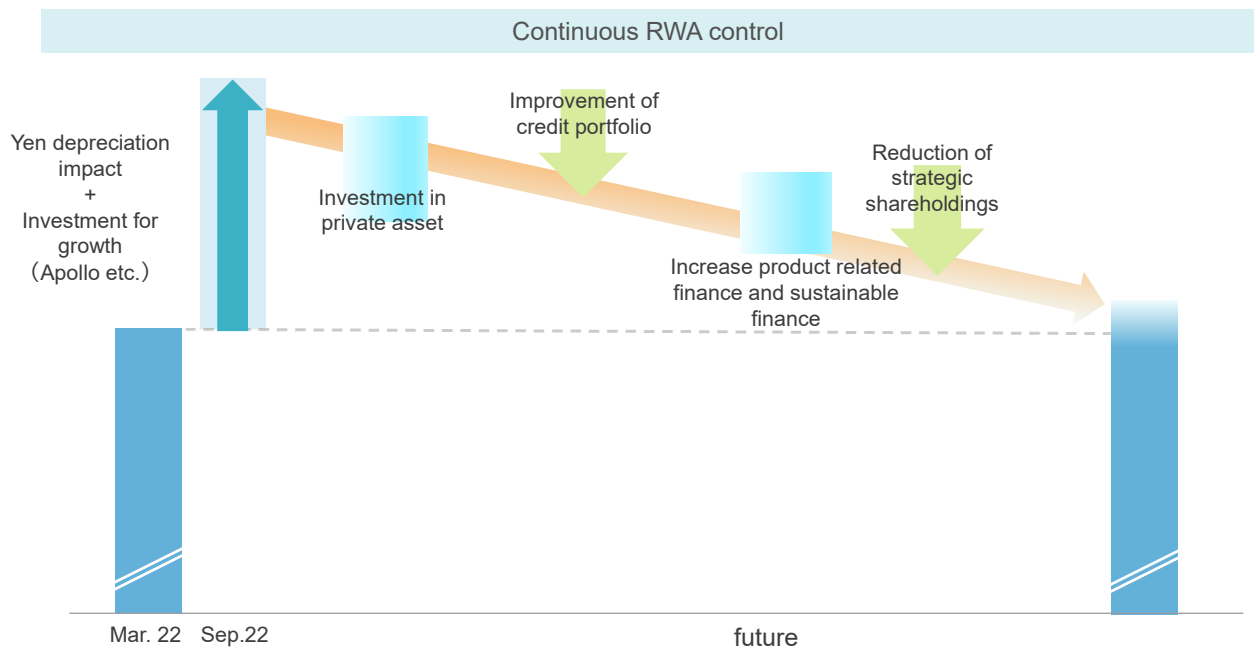 Continuous RWA control
Yen depreciation
impact
+
Investment for
growth
（Apollo etc.）
Investment in
private asset
Improvement of
credit portfolio
Increase product related
finance and sustainable
finance
Reduction of
strategic
shareholdings
Mar. 22
Sep.22
future